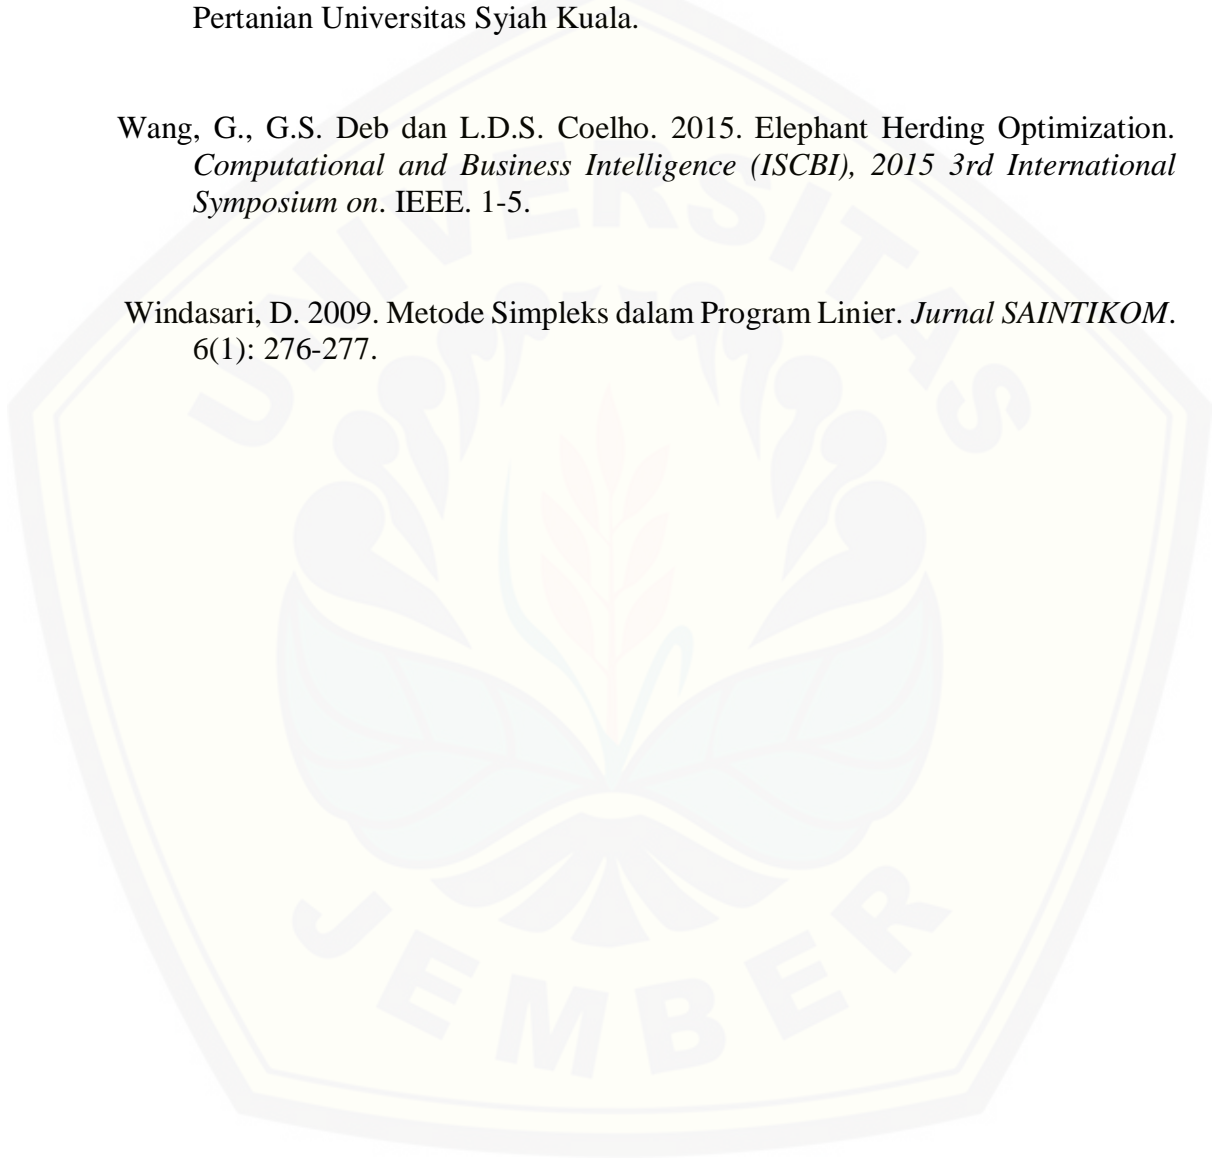 Pertanian Universitas Syiah Kuala.
Wang, G., G.S. Deb dan L.D.S. Coelho. 2015. Elephant Herding Optimization.
Computational and Business Intelligence (ISCBI), 2015 3rd International
Symposium on. IEEE. 1-5.
Windasari, D. 2009. Metode Simpleks dalam Program Linier. Jurnal SAINTIKOM.
6(1): 276-277.
UNIVERSITAS
JEMBER